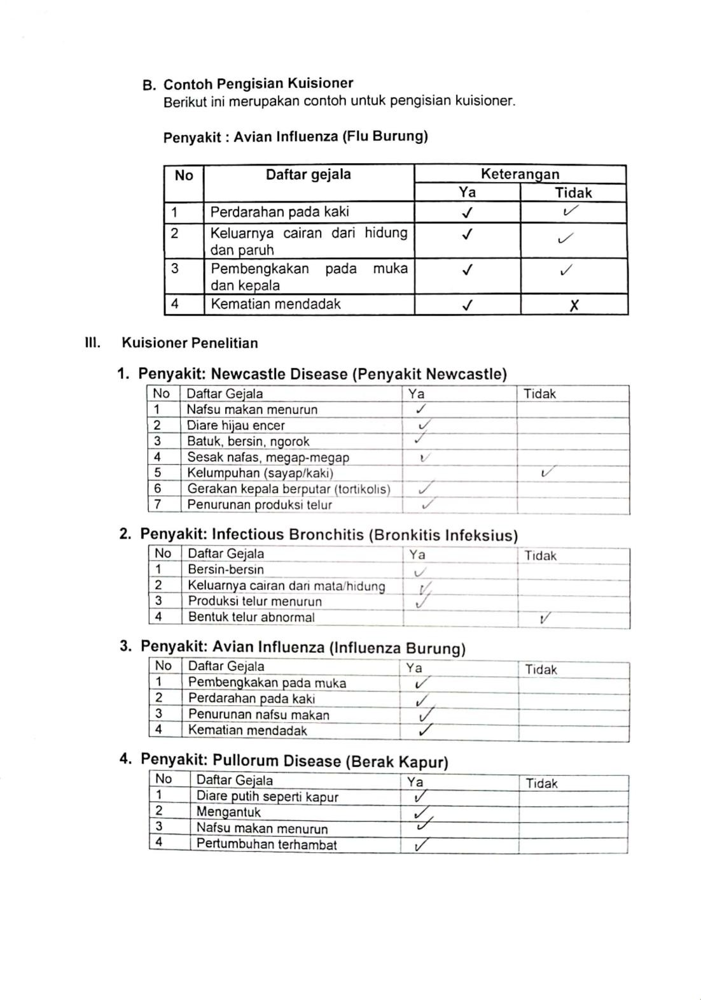 B. Contoh Pengisian Kuisioner
Berikut ini merupakan contoh untuk pengisian kuisioner.
Penyakit : Avian Influenza (Flu Burung)
No Daftar gejala Keterangan
Ya Tidak
1 Perdarahan pada kaki ✓ ✓
2 Keluarnya cairan dari hidung ✓ ✓
dan paruh
3 Pembengkakan pada muka ✓ ✓
dan kepala
4 Kematian mendadak ✓ X
III. Kuisioner Penelitian
1. Penyakit: Newcastle Disease (Penyakit Newcastle)
No Daftar Gejala Ya Tidak
1 Nafsu makan menurun ✓
2 Diare hijau encer ✓
3 Batuk, bersin, ngorok ✓
4 Sesak nafas, megap-megap ✓
5 Kelumpuhan (sayap/kaki) ✓
6 Gerakan kepala berputar (tortikolis) ✓
7 Penurunan produksi telur ✓
2. Penyakit: Infectious Bronchitis (Bronkitis Infeksius)
No Daftar Gejala Ya Tidak
1 Bersin-bersin ✓
2 Keluarnya cairan dari mata/hidung ✓
3 Produksi telur menurun ✓
4 Bentuk telur abnormal ✓
3. Penyakit: Avian Influenza (Influenza Burung)
No Daftar Gejala Ya Tidak
1 Pembengkakan pada muka ✓
2 Perdarahan pada kaki ✓
3 Penurunan nafsu makan ✓
4 Kematian mendadak ✓
4. Penyakit: Pullorum Disease (Berak Kapur)
No Daftar Gejala Ya Tidak
1 Diare putih seperti kapur ✓
2 Mengantuk ✓
3 Nafsu makan menurun ✓
4 Pertumbuhan terhambat ✓